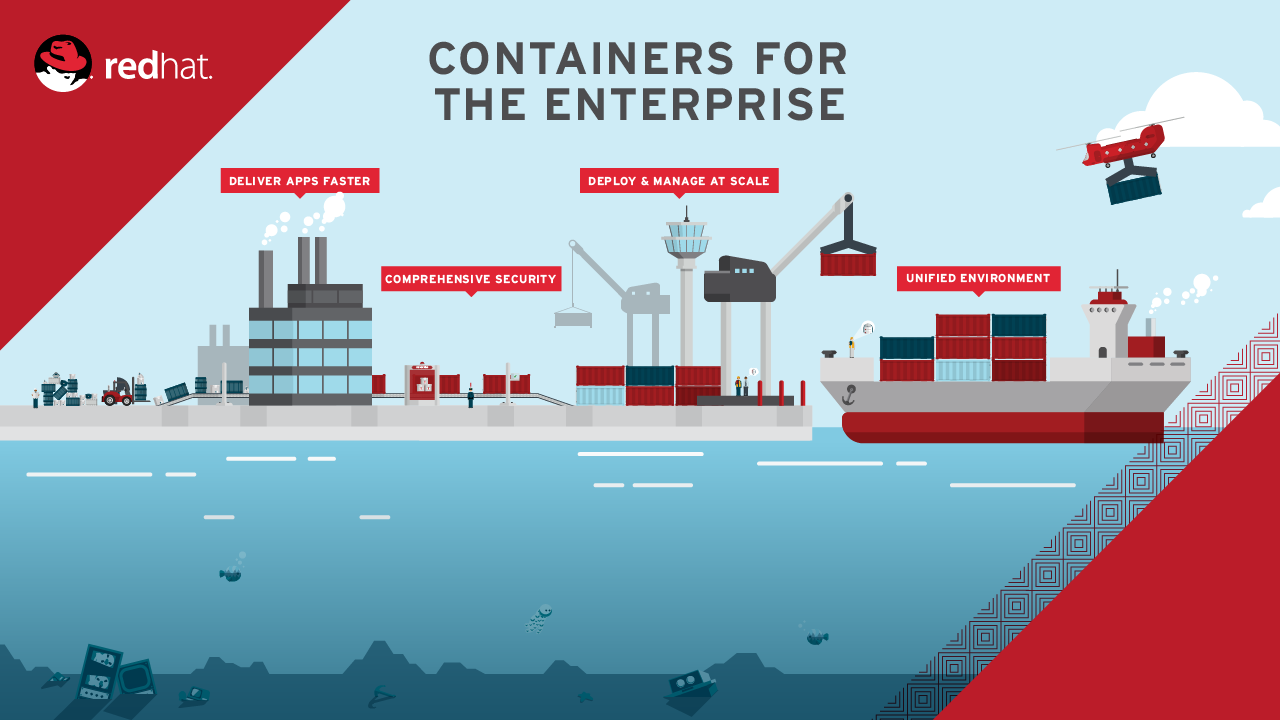 redhat.
CONTAINERS FOR
THE ENTERPRISE
DELIVER APPS FASTER
DEPLOY & MANAGE AT SCALE
COMPREHENSIVE SECURITY
UNIFIED ENVIRONMENT